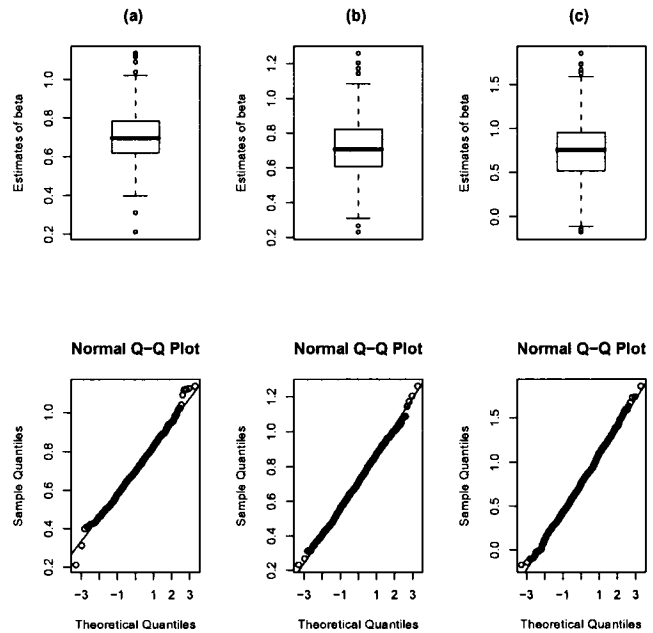 (a) (b) (c)
Estimates of beta
0.2 0.4 0.6 0.8 1.0
Estimates of beta
0.2 0.4 0.6 0.8 1.0 1.2
Estimates of beta
0.0 0.5 1.0 1.5
Normal Q-Q Plot
Sample Quantiles
0.2 0.4 0.6 0.8 1.0
-3 -1 1 2 3
Theoretical Quantiles
Normal Q-Q Plot
Sample Quantiles
0.2 0.4 0.6 0.8 1.0 1.2
-3 -1 1 2 3
Theoretical Quantiles
Normal Q-Q Plot
Sample Quantiles
0.0 0.5 1.0 1.5
-3 -1 1 2 3
Theoretical Quantiles